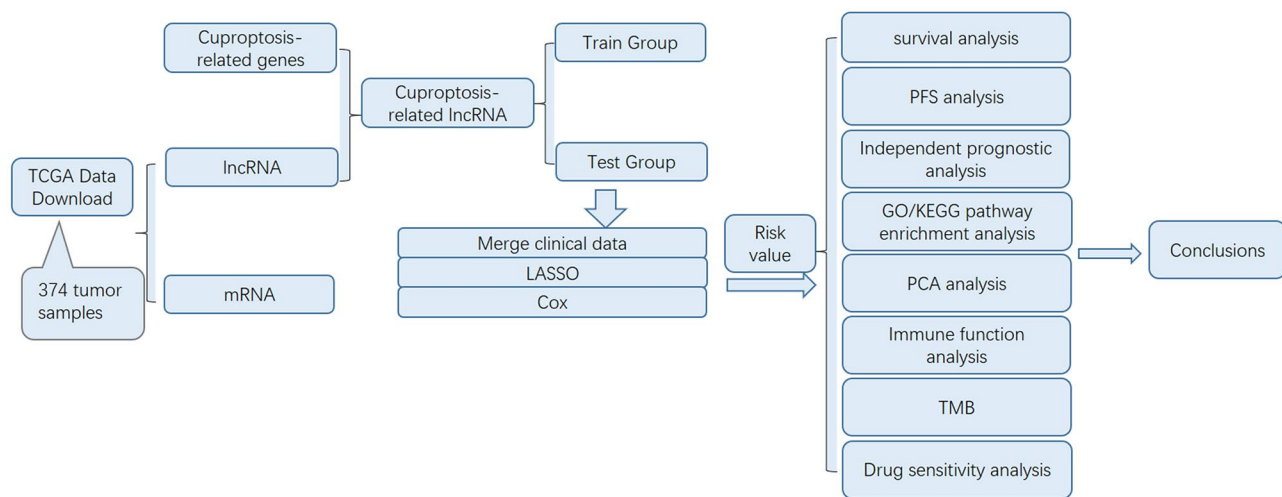 Cuproptosis-
related genes
TCGA Data
Download
374 tumor
samples
lncRNA
mRNA
Cuproptosis-
related lncRNA
Train Group
Test Group
Merge clinical data
LASSO
Cox
Risk
value
survival analysis
PFS analysis
Independent prognostic
analysis
GO/KEGG pathway
enrichment analysis
PCA analysis
Immune function
analysis
TMB
Drug sensitivity analysis
Conclusions